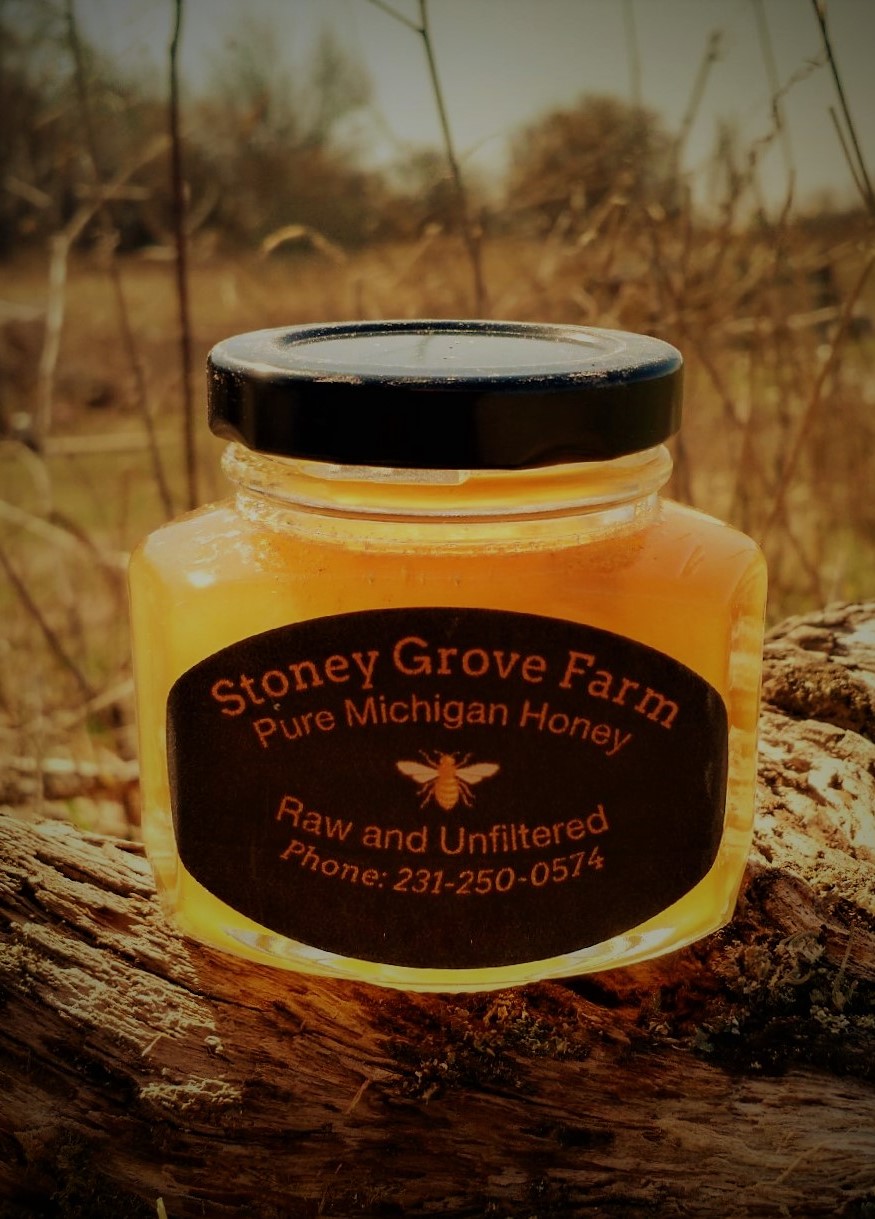 Stoney Grove Farm
Pure Michigan Honey
Raw and Unfiltered
Phone: 231-250-0574